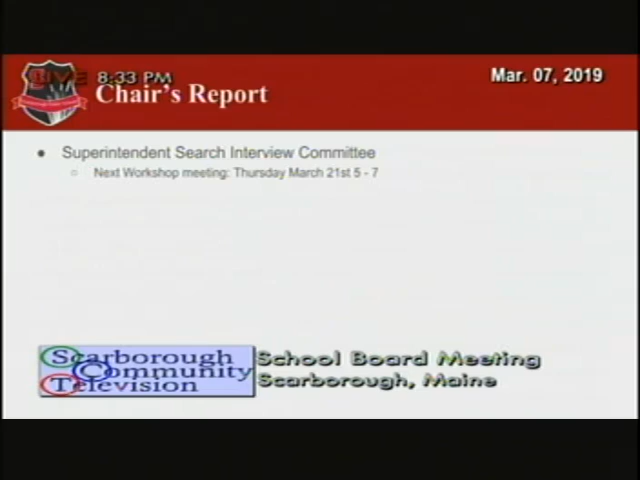 LIVE 8:33 PM
Mar. 07, 2019
Chair's Report
● Superintendent Search Interview Committee
○ Next Workshop meeting: Thursday March 21st 5 - 7
Scarborough
Community
Television
School Board Meeting
Scarborough, Maine